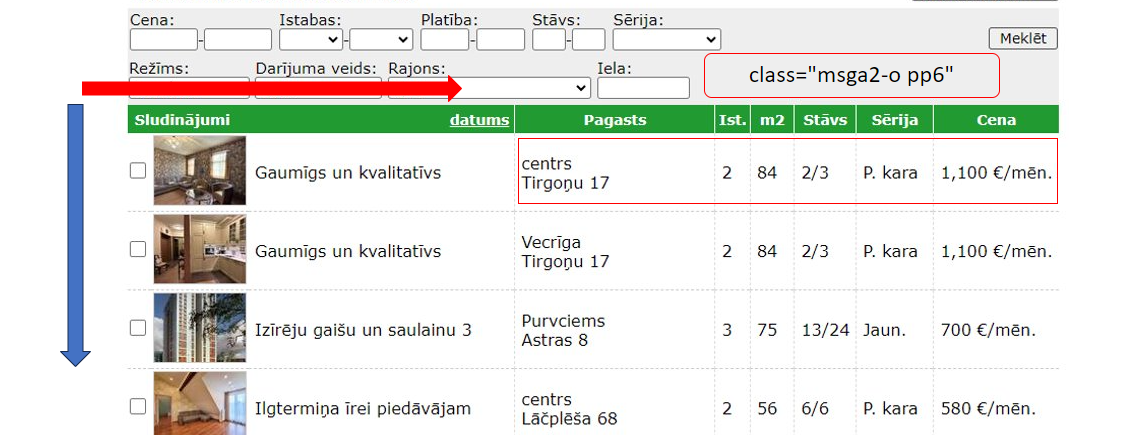 Cena: Istabas: Platība: Stāvs: Sērija:
- - - - Meklēt
Režīms: Darījuma veids: Rajons: Iela:
class="msga2-o pp6"
Sludinājumi datums Pagasts Ist. m2 Stāvs Sērija Cena
centrs
Gaumīgs un kvalitatīvs 2 84 2/3 P. kara 1,100 €/mēn.
Tirgoņu 17
Vecrīga
Gaumīgs un kvalitatīvs 2 84 2/3 P. kara 1,100 €/mēn.
Tirgoņu 17
Purvciems
Izīrēju gaišu un saulainu 3 3 75 13/24 Jaun. 700 €/mēn.
Astras 8
centrs
Ilgtermiņa īrei piedāvājam 2 56 6/6 P. kara 580 €/mēn.
Lāčplēša 68